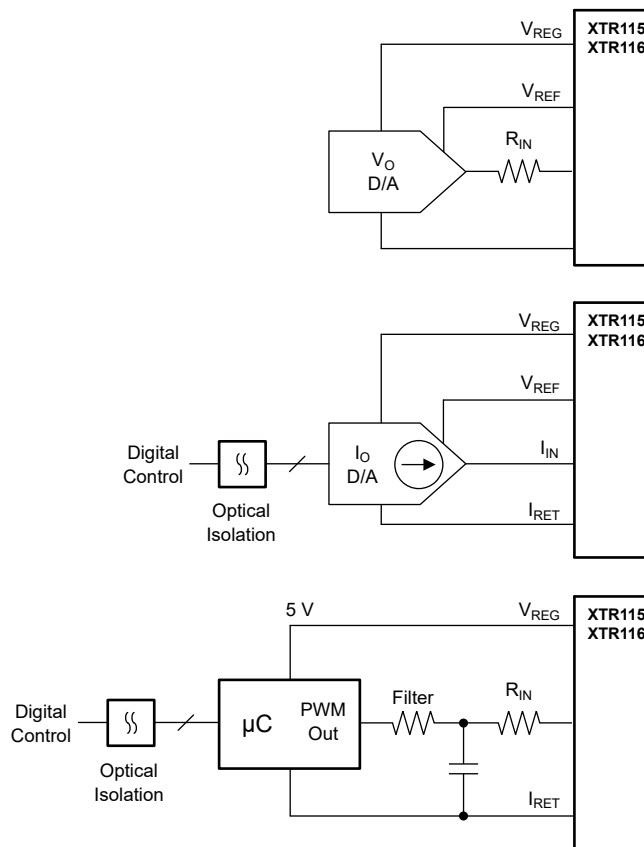 V_REG
XTR115
XTR116
V_REF
R_IN
V_O
D/A
V_REG
XTR115
XTR116
V_REF
Digital
Control
I_O
D/A
I_IN
Optical
Isolation
I_RET
5 V
V_REG
XTR115
XTR116
Digital
Control
µC
PWM
Out
Filter
R_IN
Optical
Isolation
I_RET